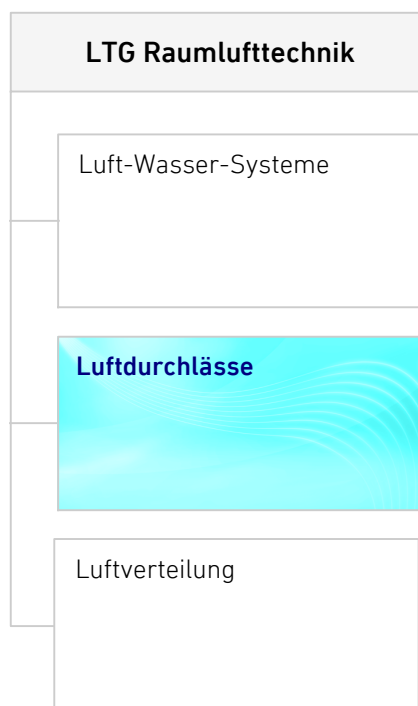 LTG Raumlufttechnik
Luft-Wasser-Systeme
Luftdurchlässe
Luftverteilung